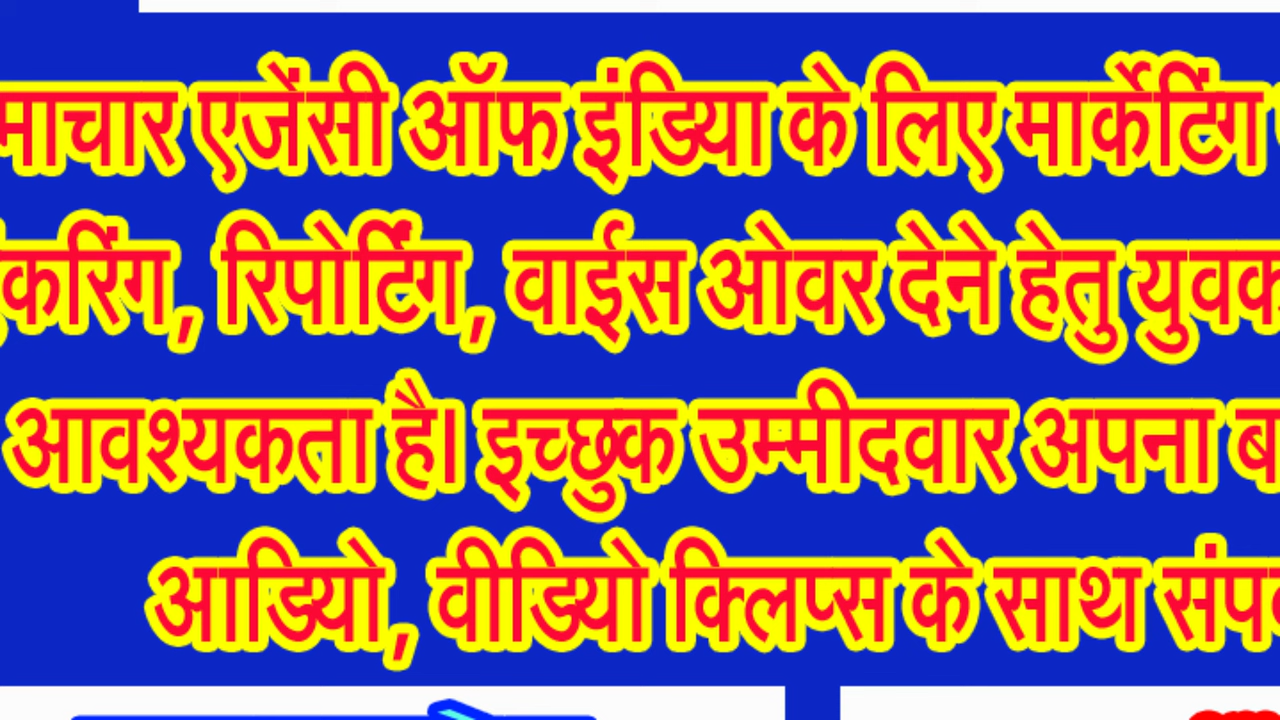 माचार एजेंसी ऑफ इंडिया के लिए मार्केटिंग
करिंग, रिपोर्टिंग, वाईस ओवर देने हेतु युवक
आवश्यकता है। इच्छुक उम्मीदवार अपना
आडियो, वीडियो क्लिप्स के साथ